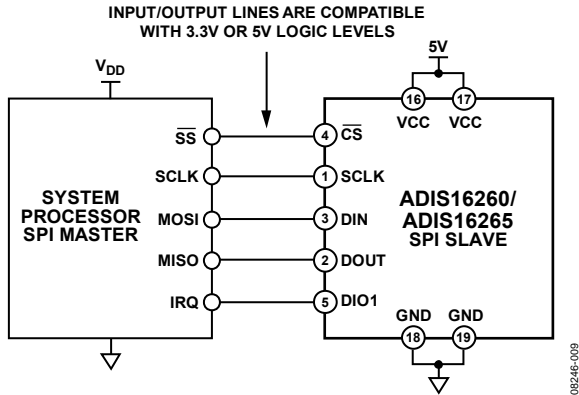 INPUT/OUTPUT LINES ARE COMPATIBLE
WITH 3.3V OR 5V LOGIC LEVELS
VDD
5V
16
17
VCC
VCC
SS
4
CS
SCLK
1
SCLK
SYSTEM
PROCESSOR
SPI MASTER
MOSI
3
DIN
ADIS16260/
ADIS16265
SPI SLAVE
MISO
2
DOUT
IRQ
5
DIO1
GND
GND
18
19
08246-009